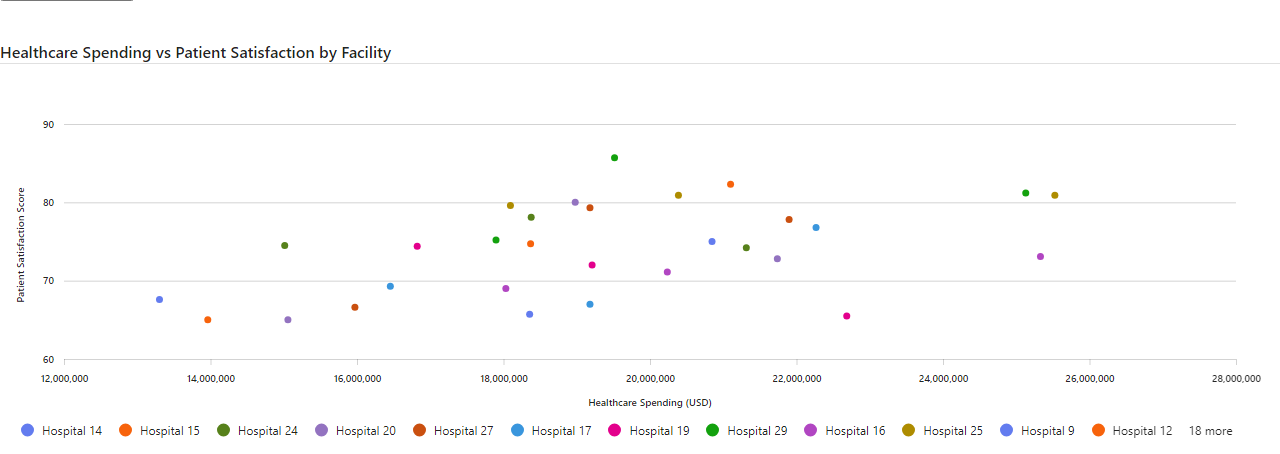 Healthcare Spending vs Patient Satisfaction by Facility
90
80
70
60
Patient Satisfaction Score
12,000,000 14,000,000 16,000,000 18,000,000 20,000,000 22,000,000 24,000,000 26,000,000 28,000,000
Healthcare Spending (USD)
Hospital 14 Hospital 15 Hospital 24 Hospital 20 Hospital 27 Hospital 17 Hospital 19 Hospital 29 Hospital 16 Hospital 25 Hospital 9 Hospital 12 18 more